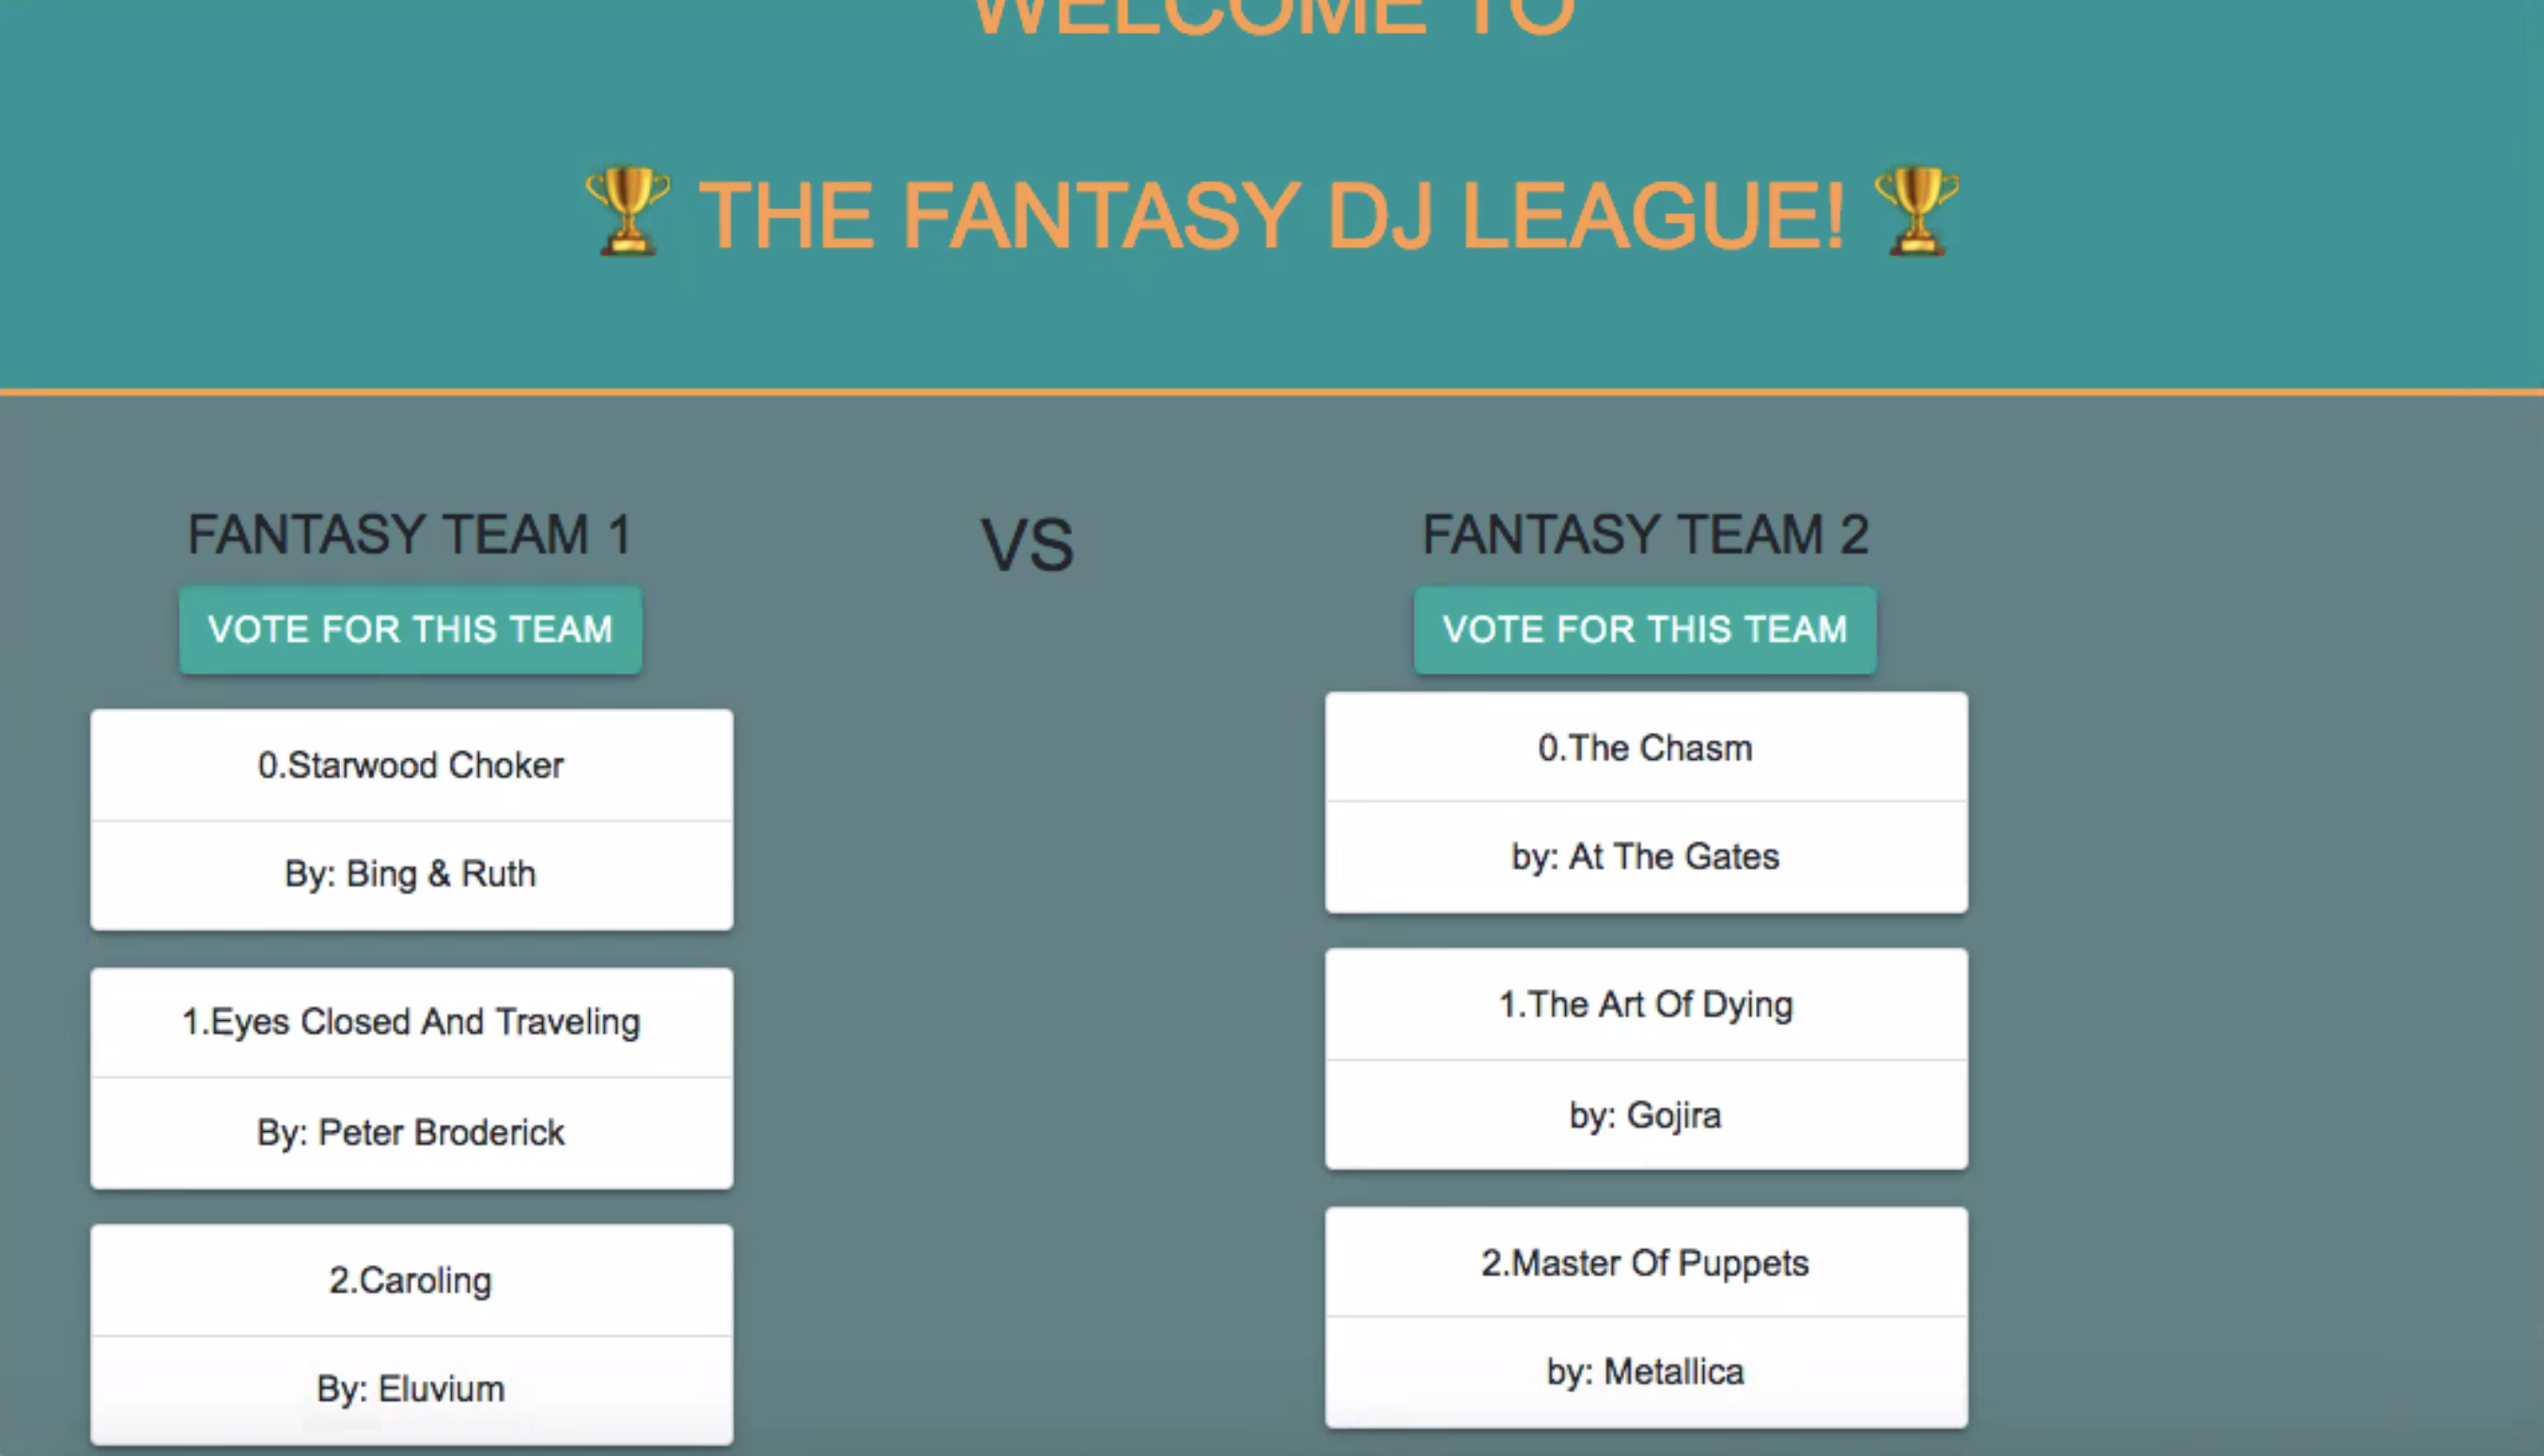 WELCOME TO
🏆 THE FANTASY DJ LEAGUE! 🏆
FANTASY TEAM 1
VOTE FOR THIS TEAM
0.Starwood Choker
By: Bing & Ruth
1.Eyes Closed And Traveling
By: Peter Broderick
2.Caroling
By: Eluvium
VS
FANTASY TEAM 2
VOTE FOR THIS TEAM
0.The Chasm
by: At The Gates
1.The Art Of Dying
by: Gojira
2.Master Of Puppets
by: Metallica